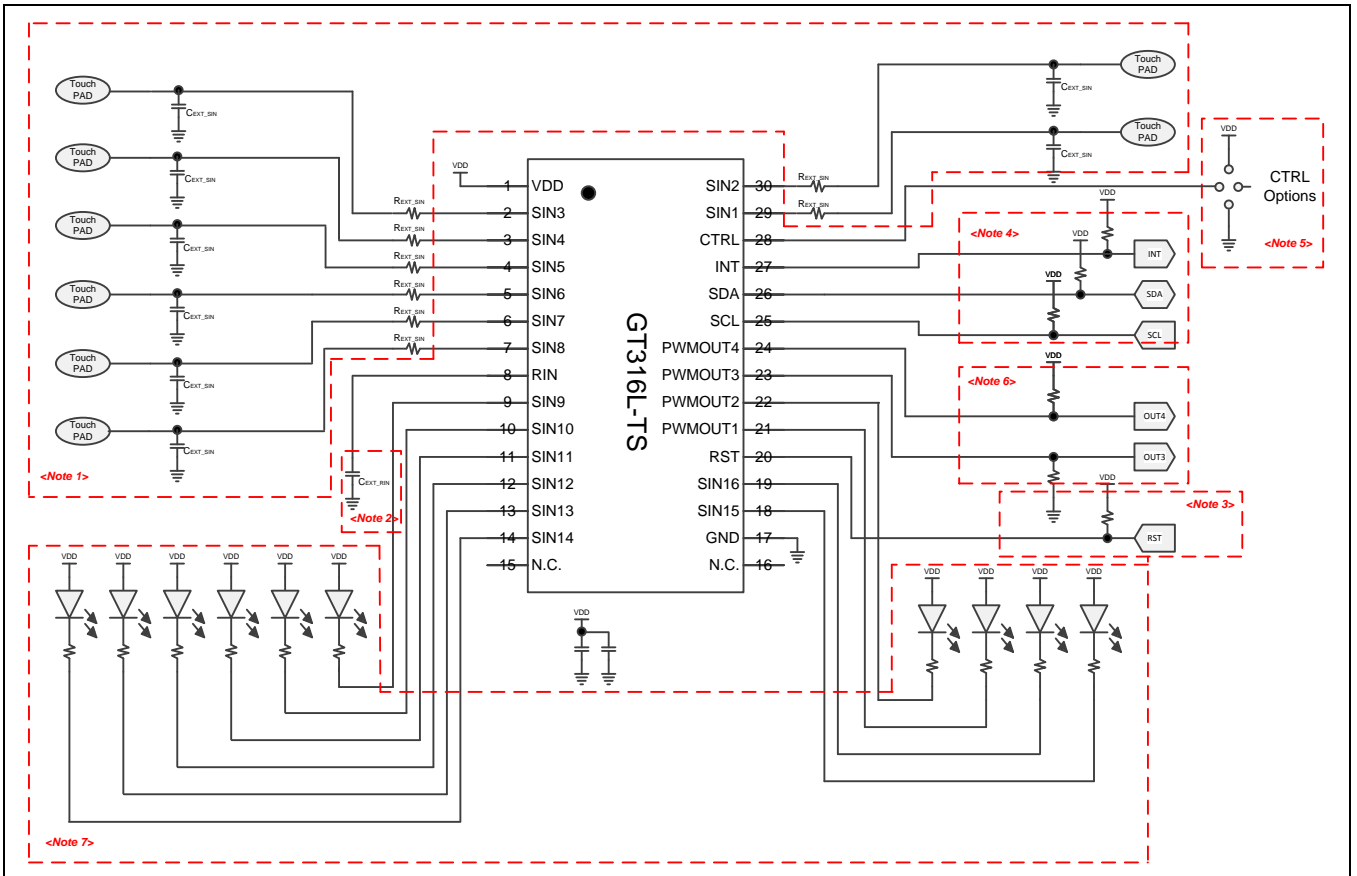 Touch
PAD
CEXT_SIN
Touch
PAD
CEXT_SIN
Touch
PAD
CEXT_SIN
Touch
PAD
CEXT_SIN
Touch
PAD
CEXT_SIN
Touch
PAD
CEXT_SIN
<Note 1>
REXT_SIN
REXT_SIN
REXT_SIN
REXT_SIN
REXT_SIN
REXT_SIN
CEXT_RIN
<Note 2>
VDD
1 VDD
2 SIN3
3 SIN4
4 SIN5
5 SIN6
6 SIN7
7 SIN8
8 RIN
9 SIN9
10 SIN10
11 SIN11
12 SIN12
13 SIN13
14 SIN14
15 N.C.
GT316L-TS
SIN2 30
SIN1 29
CTRL 28
INT 27
SDA 26
SCL 25
PWMOUT4 24
PWMOUT3 23
PWMOUT2 22
PWMOUT1 21
RST 20
SIN16 19
SIN15 18
GND 17
N.C. 16
REXT_SIN
REXT_SIN
Touch
PAD
CEXT_SIN
Touch
PAD
CEXT_SIN
VDD
CTRL
Options
<Note 5>
<Note 4>
VDD
VDD
VDD
INT
SDA
SCL
<Note 6>
VDD
OUT4
OUT3
<Note 3>
VDD
RST
VDD VDD VDD VDD VDD VDD
VDD
VDD VDD VDD VDD
<Note 7>